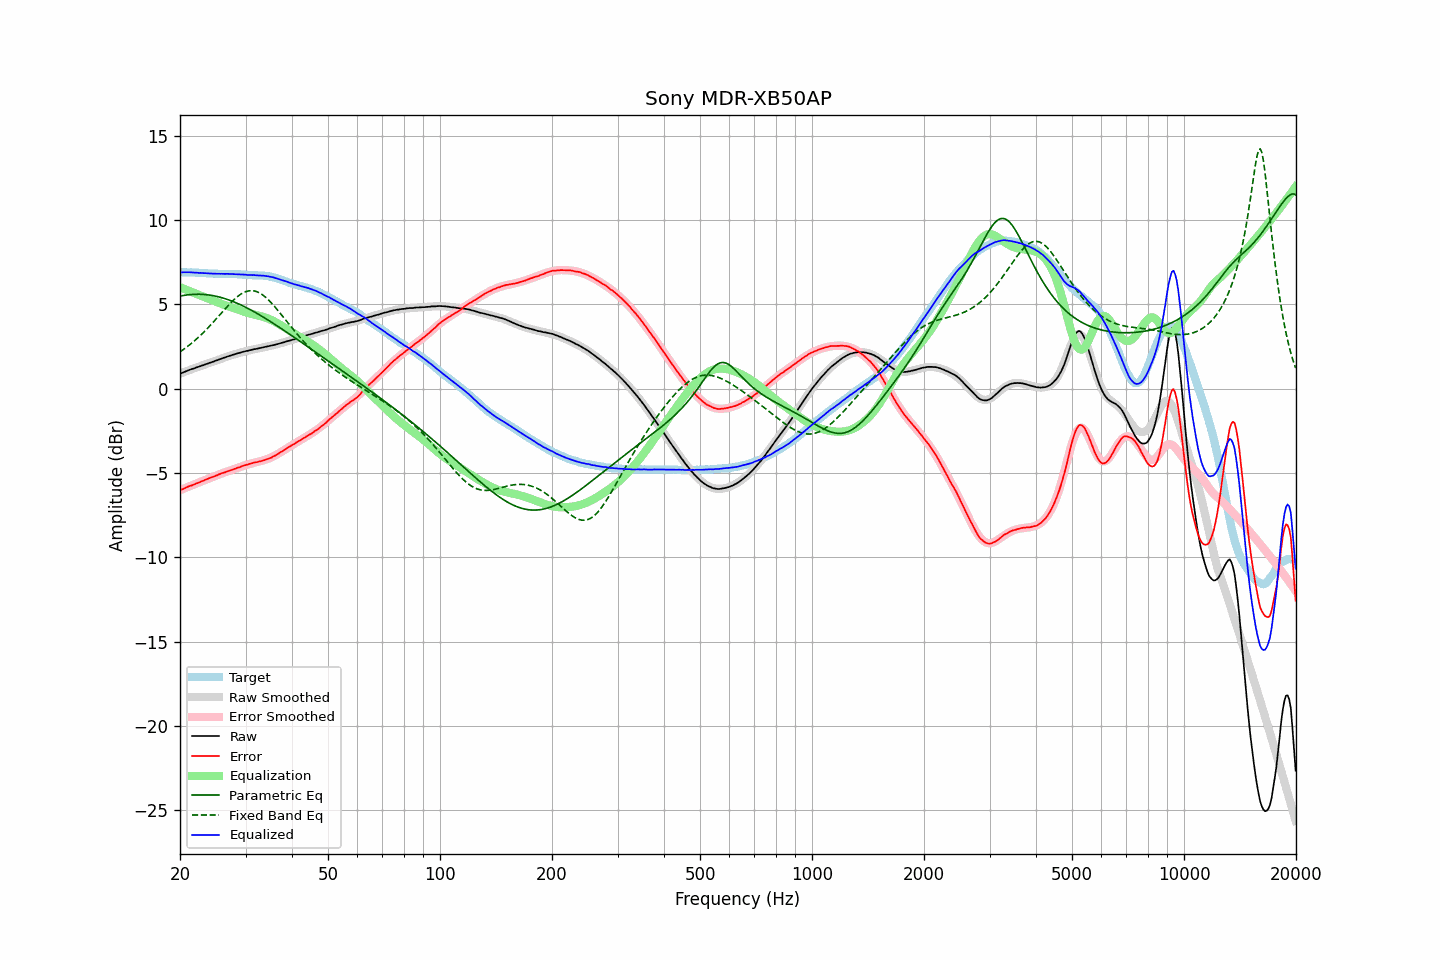 Sony MDR-XB50AP
Amplitude (dBr)
15
10
5
0
−5
−10
−15
−20
−25
Target
Raw Smoothed
Error Smoothed
Raw
Error
Equalization
Parametric Eq
Fixed Band Eq
Equalized
20 50 100 200 500 1000 2000 5000 10000 20000
Frequency (Hz)